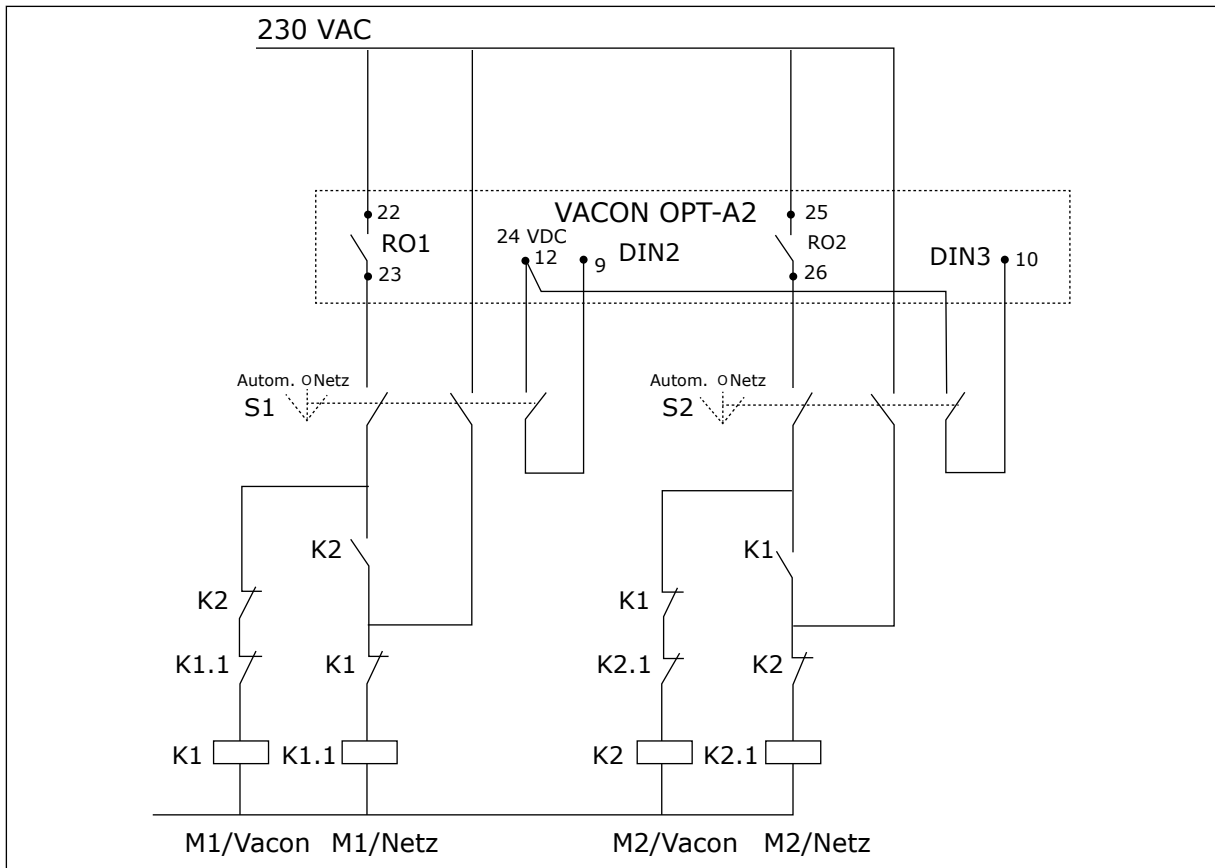 230 VAC
22
VACON OPT-A2
25
RO1
24 VDC
12
9
DIN2
RO2
DIN3
10
23
26
Autom. O Netz
S1
Autom. O Netz
S2
K2
K1
K2
K1
K1.1
K1
K2.1
K2
K1
K1.1
K2
K2.1
M1/Vacon
M1/Netz
M2/Vacon
M2/Netz